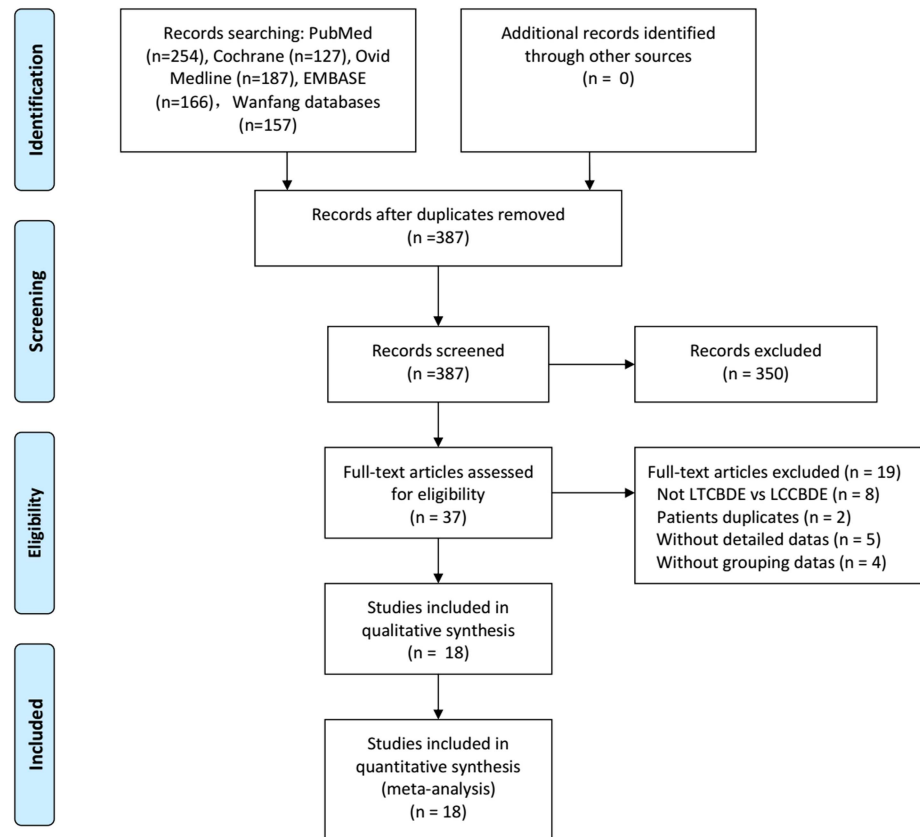 Identification
Records searching: PubMed
(n=254), Cochrane (n=127), Ovid
Medline (n=187), EMBASE
(n=166)，Wanfang databases
(n=157)
Additional records identified
through other sources
(n = 0)
Records after duplicates removed
(n =387)
Screening
Records screened
(n =387)
Records excluded
(n = 350)
Eligibility
Full-text articles assessed
for eligibility
(n = 37)
Full-text articles excluded (n = 19)
Not LTCBDE vs LCCBDE (n = 8)
Patients duplicates (n = 2)
Without detailed datas (n = 5)
Without grouping datas (n = 4)
Studies included in
qualitative synthesis
(n = 18)
Included
Studies included in
quantitative synthesis
(meta-analysis)
(n = 18)